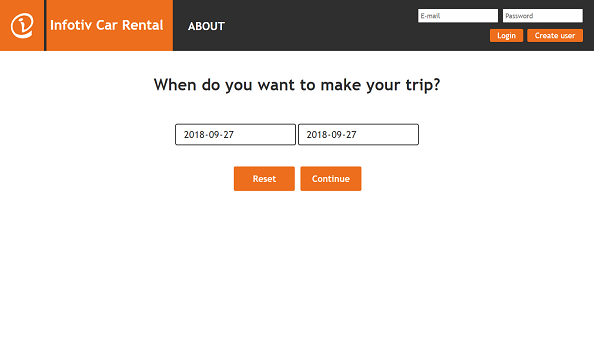 Infotiv Car Rental
ABOUT
E-mail
Password
Login
Create user
When do you want to make your trip?
2018-09-27
2018-09-27
Reset
Continue